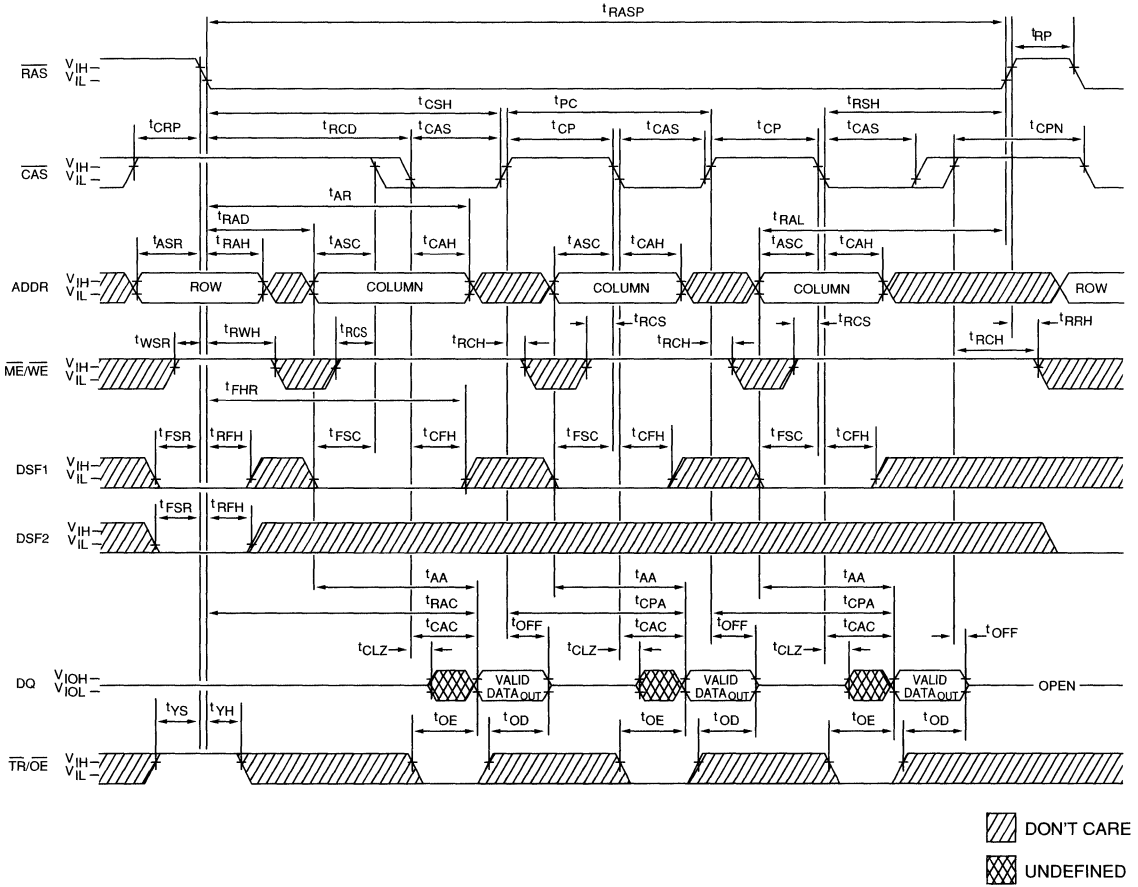 tRASP
tRP
RAS VIH VIL
tCSH tPC tRSH
tCRP tRCD tCAS tCP tCAS tCP tCAS tCPN
CAS VIH VIL
tAR
tRAD tRAL
tASR tRAH tASC tCAH tASC tCAH tASC tCAH
ADDR VIH VIL ROW COLUMN COLUMN COLUMN ROW
tWSR tRWH tRCS tRCH tRCS tRCH tRCS tRCH tRRH
ME/WE VIH VIL
tFHR
tFSR tRFH tFSC tCFH tFSC tCFH tFSC tCFH
DSF1 VIH VIL
tFSR tRFH
DSF2 VIH VIL
tAA tAA tAA
tRAC tCPA tCPA
tCAC tOFF tCAC tOFF tCAC tOFF
tCLZ tCLZ tCLZ
DQ VIOH VIOL VALID DATAOUT VALID DATAOUT VALID DATAOUT OPEN
tYS tYH tOE tOD tOE tOD tOE tOD
TR/OE VIH VIL
DON'T CARE
UNDEFINED